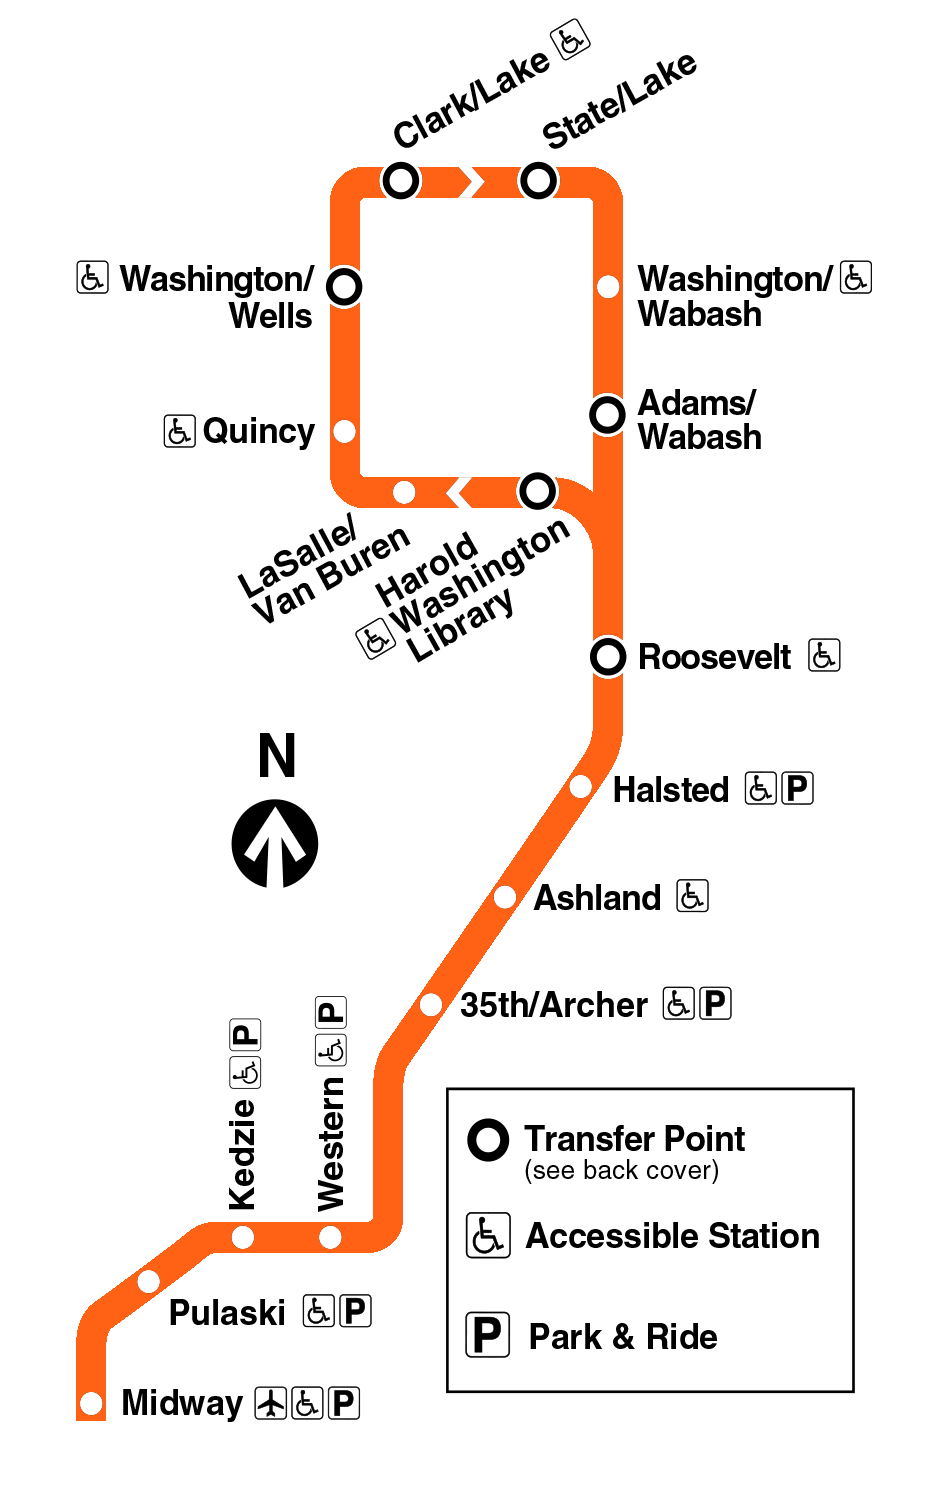 Clark/Lake
State/Lake
Washington/
Wells
Washington/
Wabash
Quincy
Adams/
Wabash
LaSalle/
Van Buren
Harold
Washington
Library
Roosevelt
N
Halsted P
Ashland
35th/Archer P
Kedzie P
Western P
Pulaski P
Midway P
Transfer Point
(see back cover)
Accessible Station
P Park & Ride